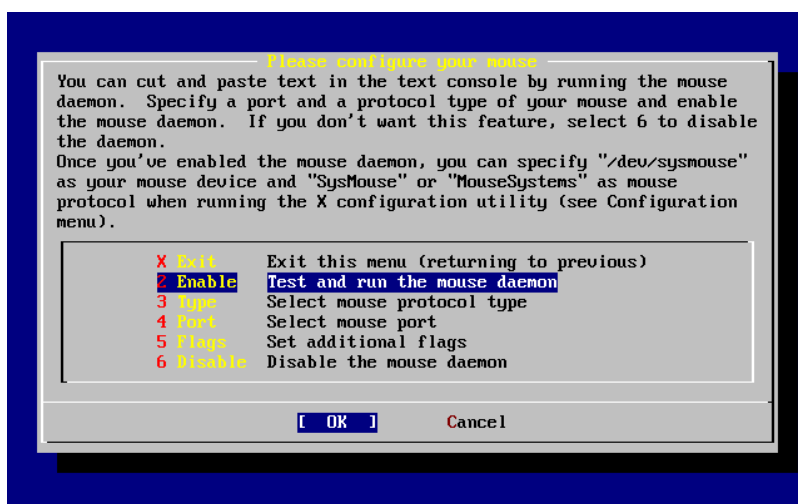 Please configure your mouse
You can cut and paste text in the text console by running the mouse
daemon.  Specify a port and a protocol type of your mouse and enable
the mouse daemon.  If you don't want this feature, select 6 to disable
the daemon.
Once you've enabled the mouse daemon, you can specify "/dev/sysmouse"
as your mouse device and "SysMouse" or "MouseSystems" as mouse
protocol when running the X configuration utility (see Configuration
menu).
X Exit     Exit this menu (returning to previous)
2 Enable   Test and run the mouse daemon
3 Type     Select mouse protocol type
4 Port     Select mouse port
5 Flags    Set additional flags
6 Disable  Disable the mouse daemon
[  OK  ]       Cancel